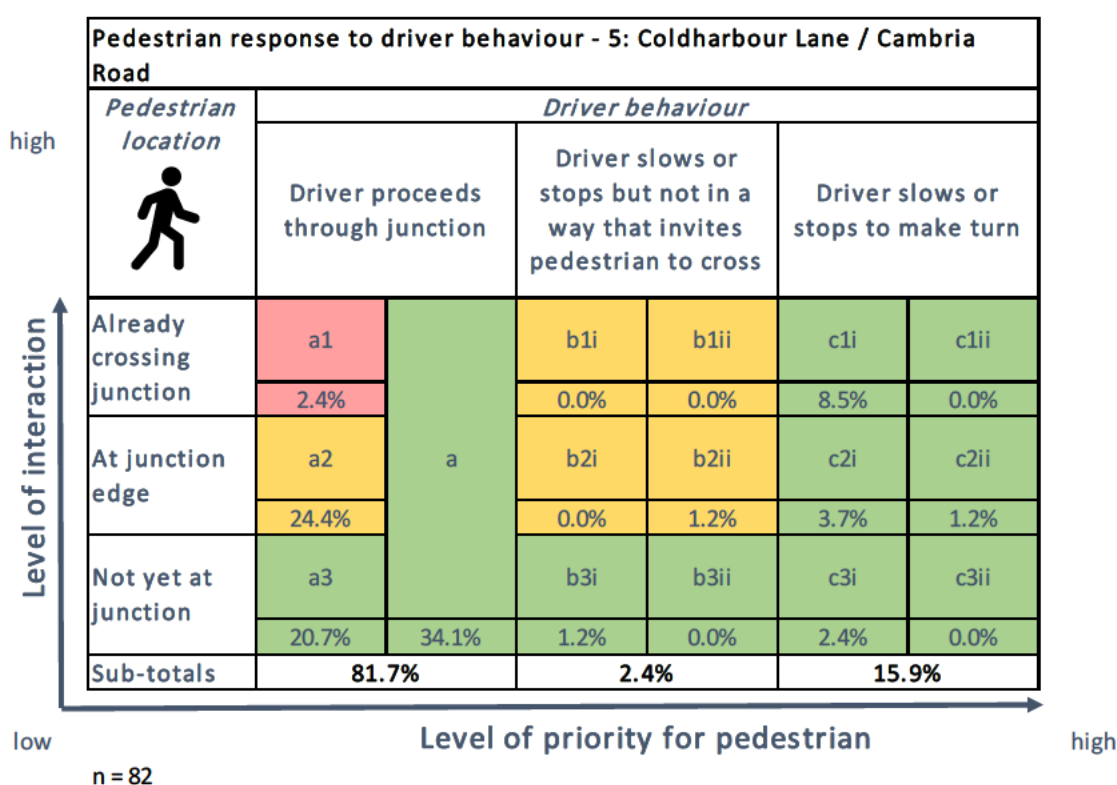 Pedestrian response to driver behaviour - 5: Coldharbour Lane / Cambria
Road
Pedestrian
location
Driver behaviour
high
Driver proceeds
through junction
Driver slows or
stops but not in a
way that invites
pedestrian to cross
Driver slows or
stops to make turn
Level of interaction
Already
crossing
junction
a1
b1i
b1ii
c1i
c1ii
2.4%
0.0%
0.0%
8.5%
0.0%
At junction
edge
a2
a
b2i
b2ii
c2i
c2ii
24.4%
0.0%
1.2%
3.7%
1.2%
Not yet at
junction
a3
b3i
b3ii
c3i
c3ii
20.7%
34.1%
1.2%
0.0%
2.4%
0.0%
Sub-totals
81.7%
2.4%
15.9%
low
Level of priority for pedestrian
high
n = 82